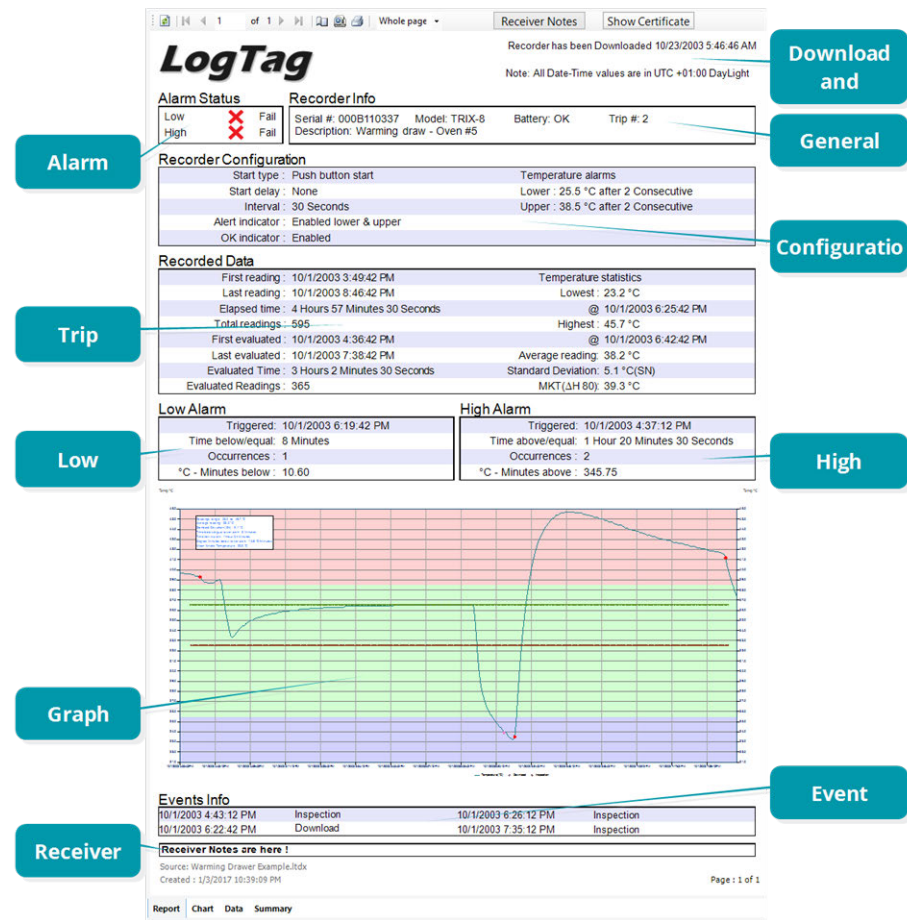 1 of 1 Whole page Receiver Notes Show Certificate
LogTag
Recorder has been Downloaded 10/23/2003 5:46:46 AM
Note: All Date-Time values are in UTC +01:00 DayLight
Download and
Alarm Status Recorder Info
Low Fail
High Fail
Serial #: 000B110337 Model: TRIX-8 Battery: OK Trip #: 2
Description: Warming draw - Oven #5
General
Alarm
Recorder Configuration
Start type : Push button start Temperature alarms
Start delay : None Lower : 25.5 °C after 2 Consecutive
Interval : 30 Seconds Upper : 38.5 °C after 2 Consecutive
Alert indicator : Enabled lower & upper
OK indicator : Enabled
Configuratio
Recorded Data
First reading : 10/1/2003 3:49:42 PM Temperature statistics
Last reading : 10/1/2003 8:46:42 PM Lowest : 23.2 °C
Elapsed time : 4 Hours 57 Minutes 30 Seconds @ 10/1/2003 6:25:42 PM
Total readings : 595 Highest : 45.7 °C
First evaluated : 10/1/2003 4:36:42 PM @ 10/1/2003 6:42:42 PM
Last evaluated : 10/1/2003 7:38:42 PM Average reading: 38.2 °C
Evaluated Time : 3 Hours 2 Minutes 30 Seconds Standard Deviation: 5.1 °C(SN)
Evaluated Readings : 365 MKT(ΔH 80): 39.3 °C
Trip
Low Alarm High Alarm
Triggered: 10/1/2003 6:19:42 PM Triggered: 10/1/2003 4:37:12 PM
Time below/equal: 8 Minutes Time above/equal: 1 Hour 20 Minutes 30 Seconds
Occurrences : 1 Occurrences : 2
°C - Minutes below : 10.60 °C - Minutes above : 345.75
Low
High
Graph
Events Info
10/1/2003 4:43:12 PM Inspection 10/1/2003 6:26:12 PM Inspection
10/1/2003 6:22:42 PM Download 10/1/2003 7:35:12 PM Inspection
Event
Receiver Notes are here !
Receiver
Source: Warming Drawer Example.ltdx
Created : 1/3/2017 10:39:09 PM Page : 1 of 1
Report Chart Data Summary